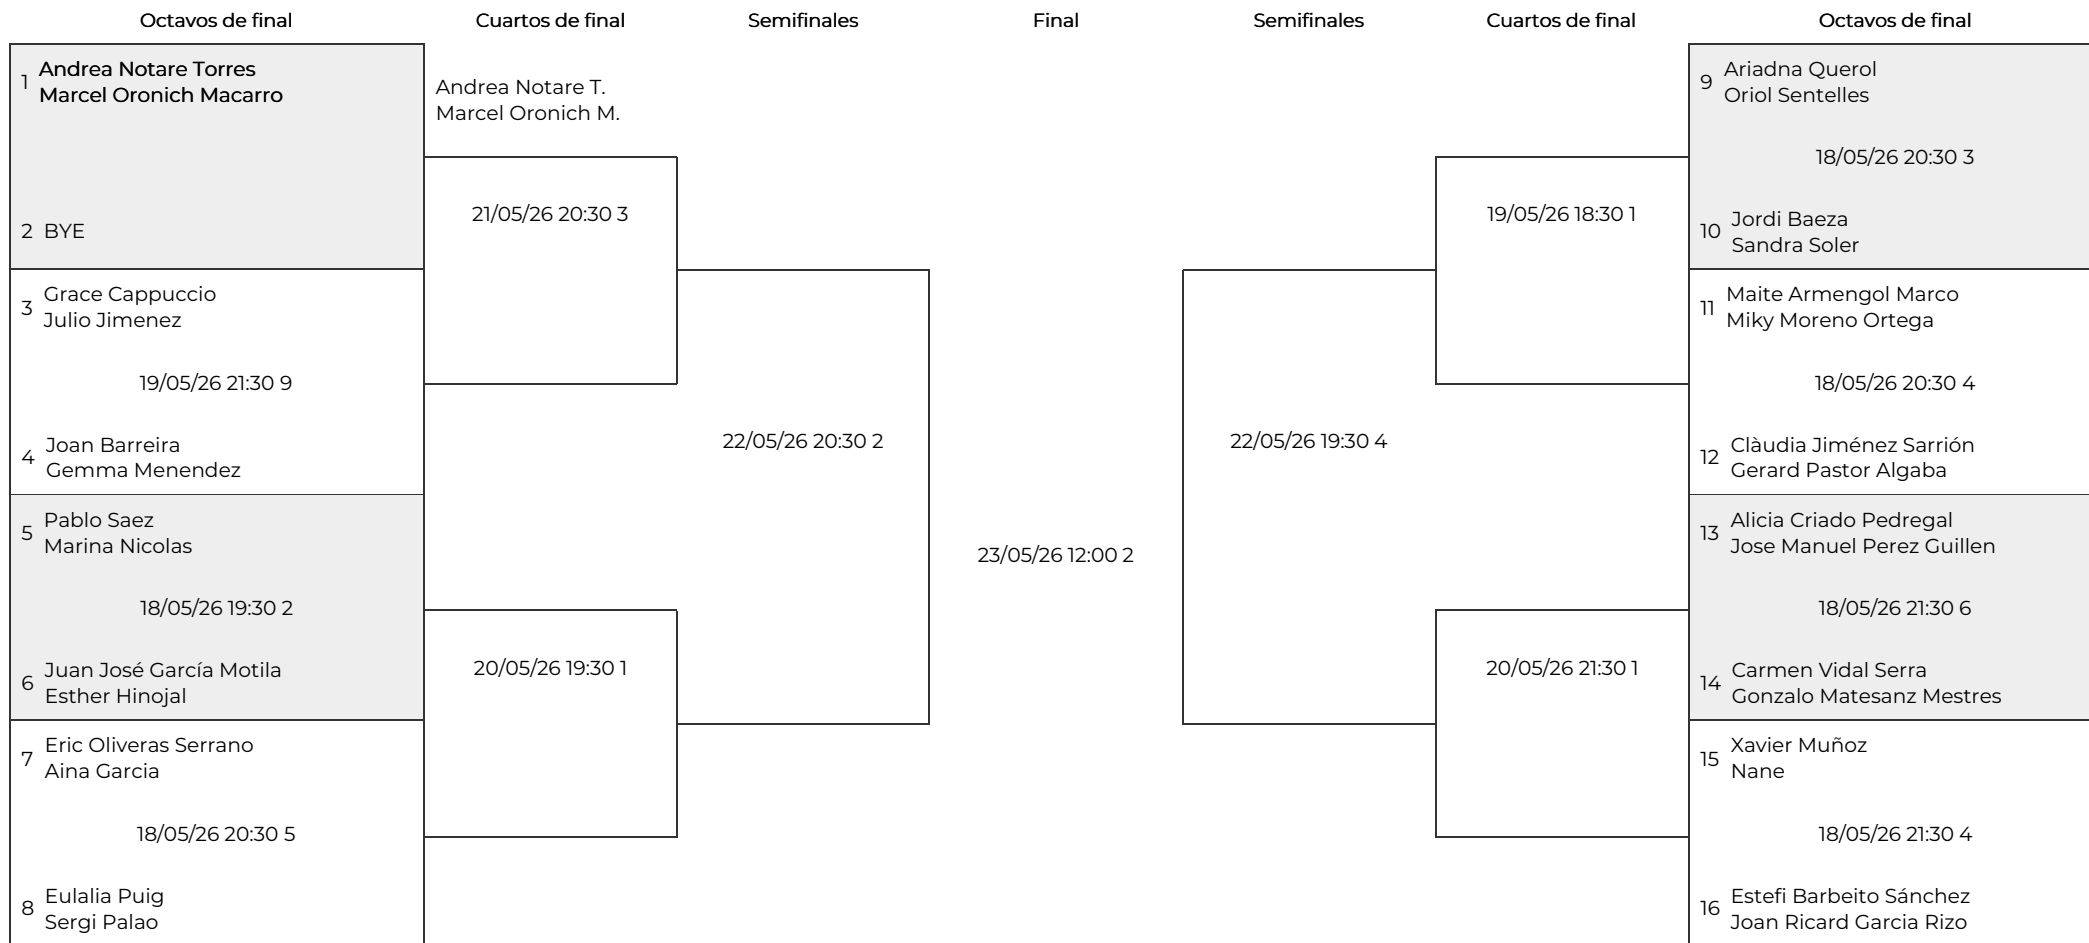 Octavos de final
Cuartos de final
Semifinales
Final
Semifinales
Cuartos de final
Octavos de final
1 Andrea Notare Torres
Marcel Oronich Macarro
2 BYE
3 Grace Cappuccio
Julio Jimenez
19/05/26 21:30 9
4 Joan Barreira
Gemma Menendez
5 Pablo Saez
Marina Nicolas
18/05/26 19:30 2
6 Juan José García Motila
Esther Hinojal
7 Eric Oliveras Serrano
Aina Garcia
18/05/26 20:30 5
8 Eulalia Puig
Sergi Palao
Andrea Notare T.
Marcel Oronich M.
21/05/26 20:30 3
20/05/26 19:30 1
22/05/26 20:30 2
23/05/26 12:00 2
22/05/26 19:30 4
19/05/26 18:30 1
20/05/26 21:30 1
9 Ariadna Querol
Oriol Sentelles
18/05/26 20:30 3
10 Jordi Baeza
Sandra Soler
11 Maite Armengol Marco
Miky Moreno Ortega
18/05/26 20:30 4
12 Clàudia Jiménez Sarrión
Gerard Pastor Algaba
13 Alicia Criado Pedregal
Jose Manuel Perez Guillen
18/05/26 21:30 6
14 Carmen Vidal Serra
Gonzalo Matesanz Mestres
15 Xavier Muñoz
Nane
18/05/26 21:30 4
16 Estefi Barbeito Sánchez
Joan Ricard Garcia Rizo